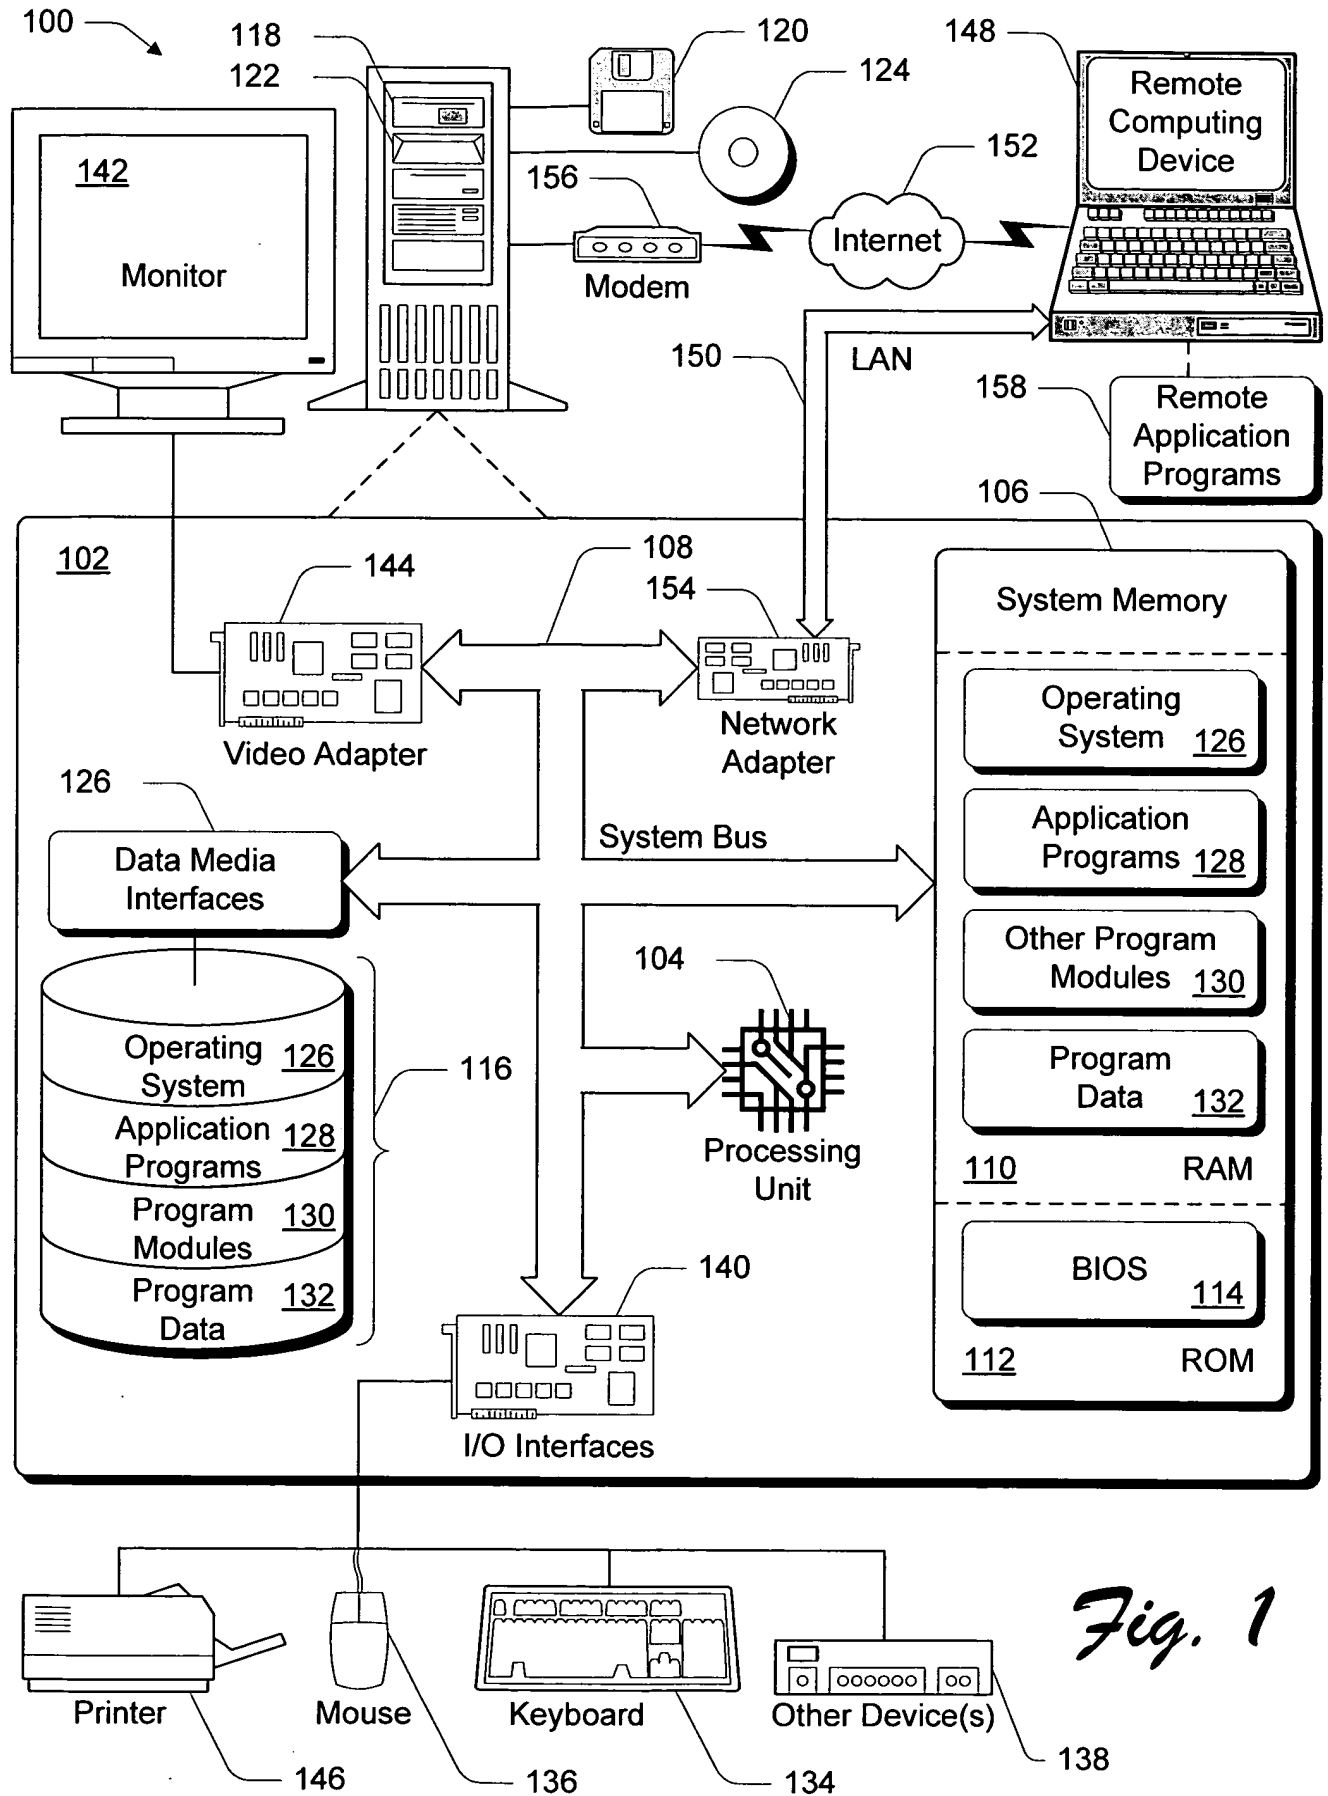 100
118
122
120
124
148
Remote
Computing
Device
142
Monitor
156
Modem
152
Internet
150
LAN
158
Remote
Application
Programs
106
102
144
108
154
System Memory
Video Adapter
Network
Adapter
Operating
System 126
126
Data Media
Interfaces
System Bus
Application
Programs 128
Other Program
Modules 130
104
Processing
Unit
Program
Data 132
110 RAM
Operating
System 126
Application
Programs 128
Program
Modules 130
Program
Data 132
116
140
I/O Interfaces
BIOS 114
112 ROM
Printer
Mouse
Keyboard
Other Device(s)
146
136
134
138
Fig. 1